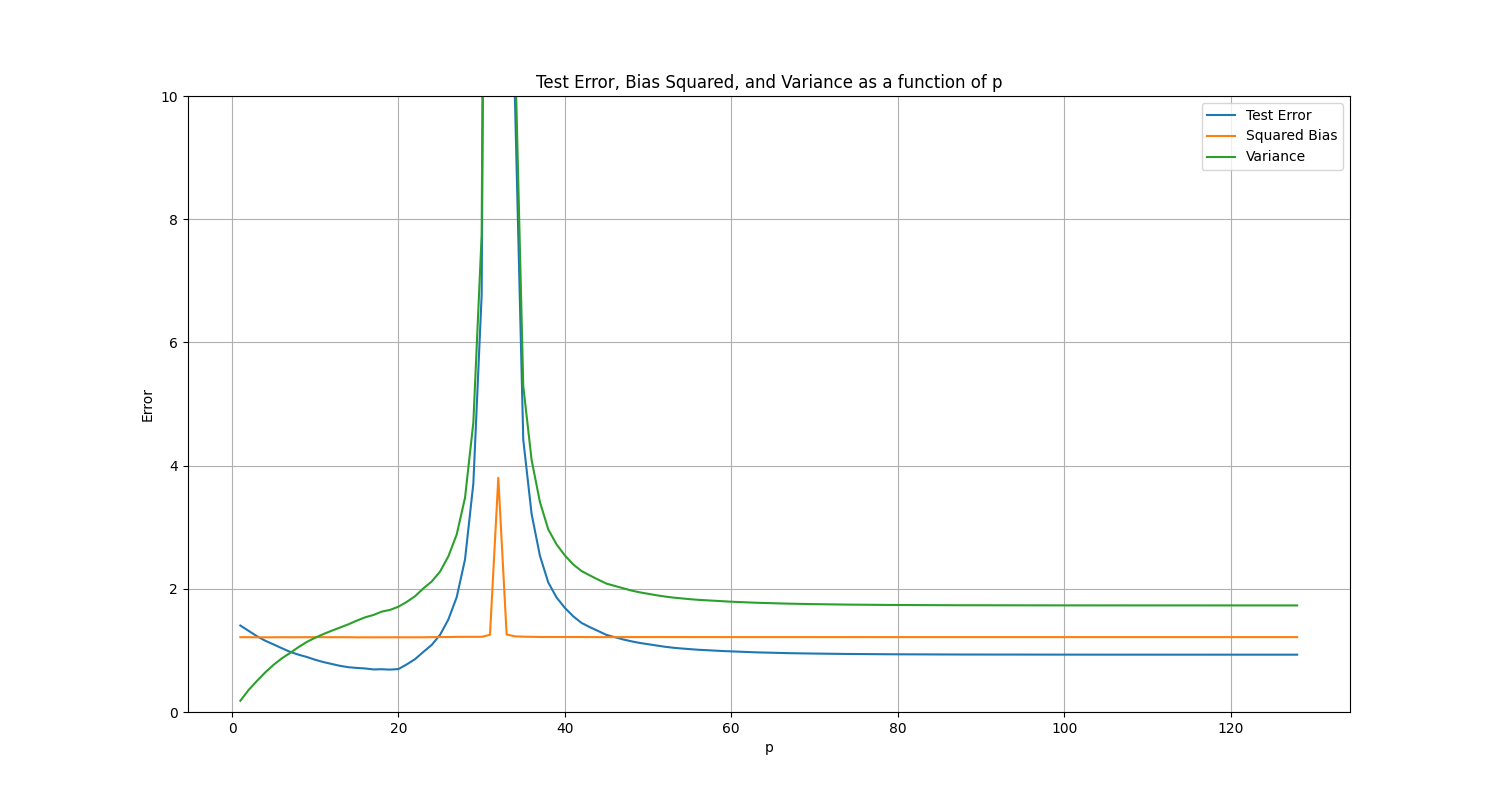 Test Error, Bias Squared, and Variance as a function of p
Test Error
Squared Bias
Variance
Error
10
8
6
4
2
0
0 20 40 60 80 100 120
p